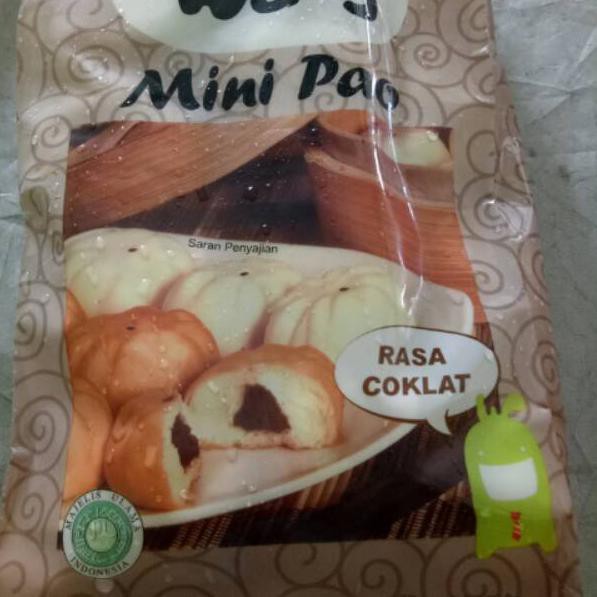 Mini Pao
Saran Penyajian
RASA
COKLAT
MAJELIS ULAMA
INDONESIA